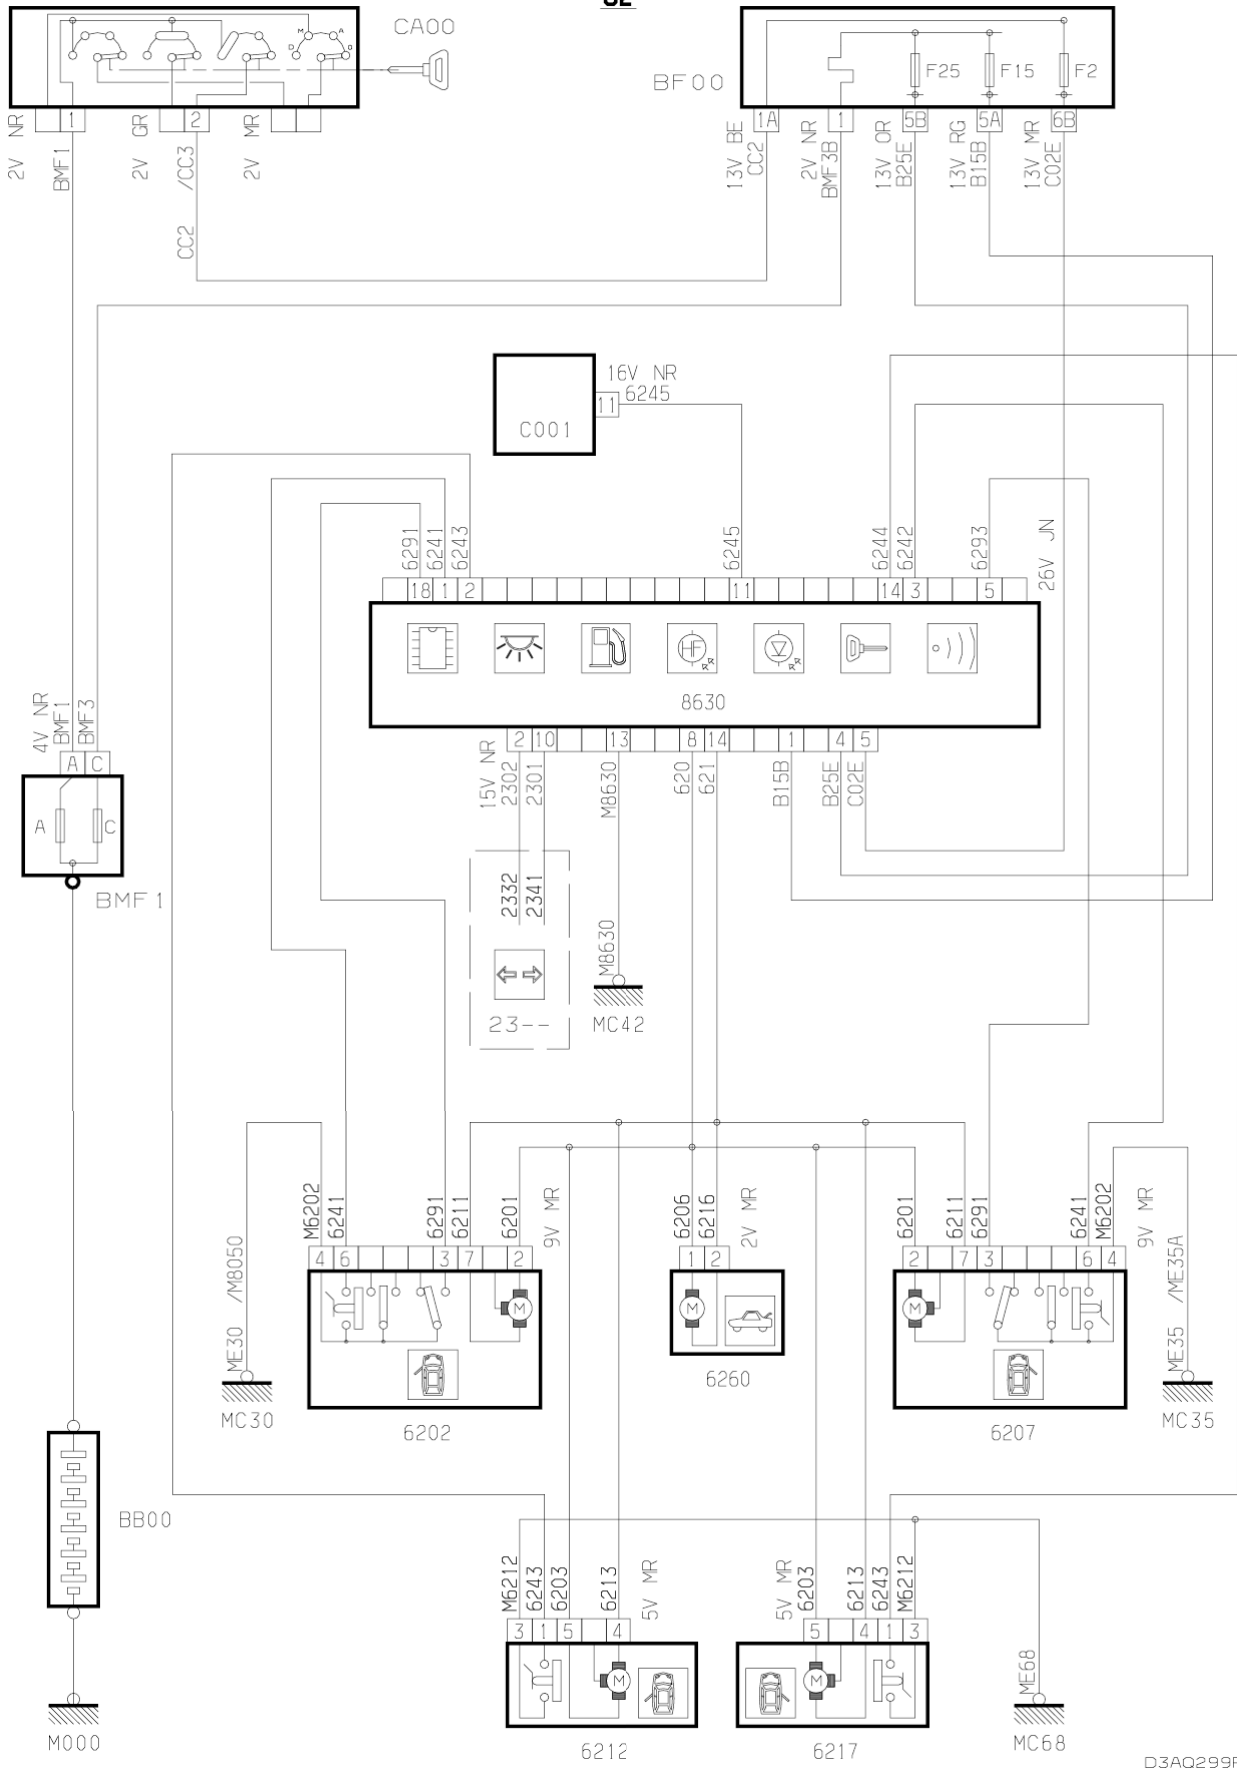 CA00
M A
D D
1 2
2V NR
BMF1
2V GR
/CC3
2V MR
CC2
BF00
F25 F15 F2
1A 1 5B 5A 6B
13V BE
CC2
2V NR
BMF3B
13V OR
B25E
13V RG
B15B
13V MR
C02E
16V NR
11 6245
C001
6291 6241 6243 6245 6244 6242 6293 26V JN
18 1 2 11 14 3 5
HF
8630
2 10 13 8 14 1 4 5
15V NR
2302
2301
M8630
620
621
B15B
B25E
C02E
4V NR
BMF1
BMF3
A C
A C
BMF1
2332
2341
23--
M8630
MC42
M6202 6241 6291 6211 6201 9V MR
4 6 3 7 2
M
6202
ME30 /M8050
MC30
6206 6216 2V MR
1 2
M
6260
6201 6211 6291 6241 M6202 9V MR
2 7 3 6 4
M
6207
ME35 /ME35A
MC35
BB00
M000
M6212 6243 6203 6213 5V MR
3 1 5 4
M
6212
5V MR 6203 6213 6243 M6212
5 4 1 3
M
6217
ME68
MC68